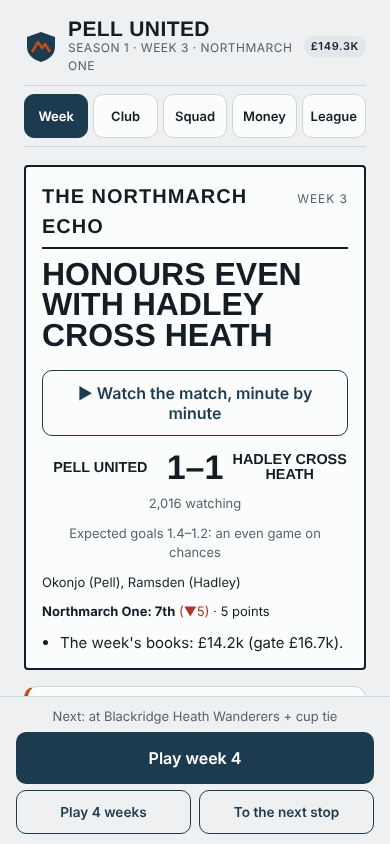 PELL UNITED
SEASON 1 · WEEK 3 · NORTHMARCH
ONE
£149.3K
Week
Club
Squad
Money
League
THE NORTHMARCH
ECHO
WEEK 3
HONOURS EVEN
WITH HADLEY
CROSS HEATH
▶ Watch the match, minute by
minute
PELL UNITED
1–1
HADLEY CROSS
HEATH
2,016 watching
Expected goals 1.4–1.2: an even game on
chances
Okonjo (Pell), Ramsden (Hadley)
Northmarch One: 7th (▼5) · 5 points
• The week's books: £14.2k (gate £16.7k).
Next: at Blackridge Heath Wanderers + cup tie
Play week 4
Play 4 weeks
To the next stop